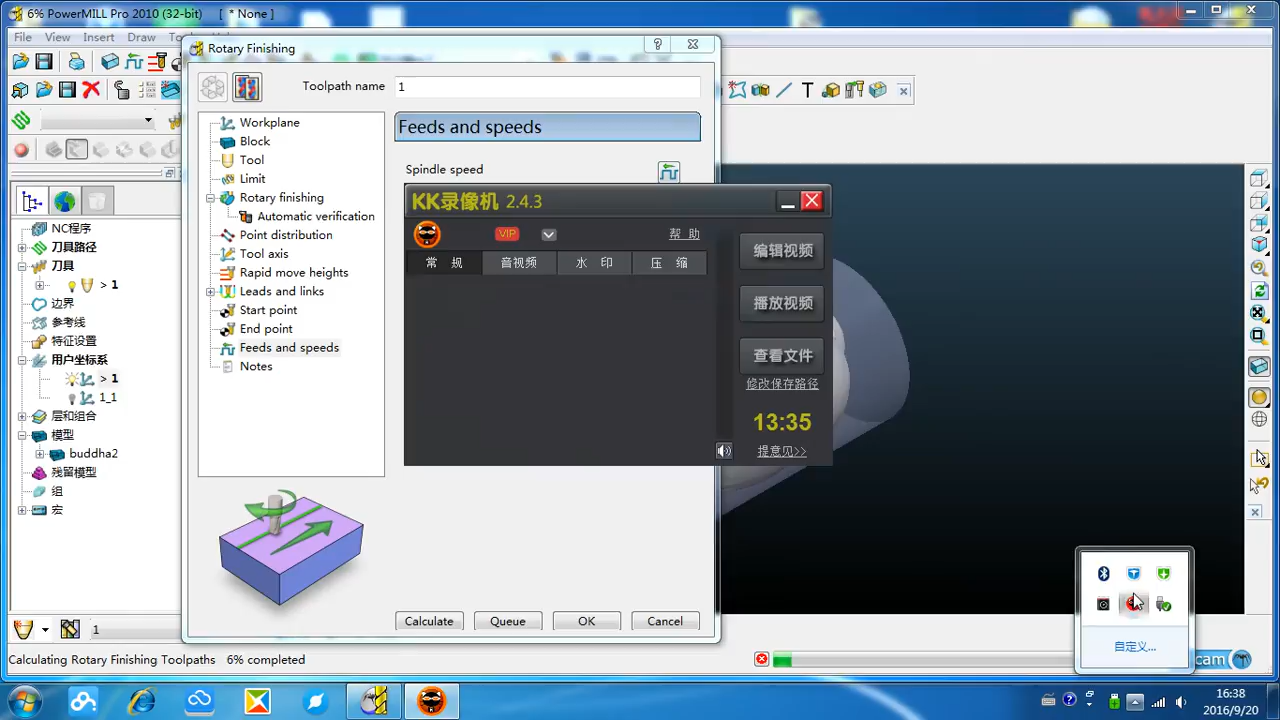 6% PowerMILL Pro 2010 (32-bit)    [ * None ]
File View Insert Draw
Rotary Finishing
Toolpath name 1
Feeds and speeds
Spindle speed
Workplane
Block
Tool
Limit
Rotary finishing
Automatic verification
Point distribution
Tool axis
Rapid move heights
Leads and links
Start point
End point
Feeds and speeds
Notes
Calculate Queue OK Cancel
NC程序
刀具路径
刀具
> 1
边界
参考线
特征设置
用户坐标系
> 1
1_1
层和组合
模型
buddha2
残留模型
组
宏
KK录像机 2.4.3
VIP
帮 助
常 规 音视频 水 印 压 缩
编辑视频
播放视频
查看文件
修改保存路径
13:35
提意见>>
自定义...
1
Calculating Rotary Finishing Toolpaths 6% completed
cam
16:38
2016/9/20